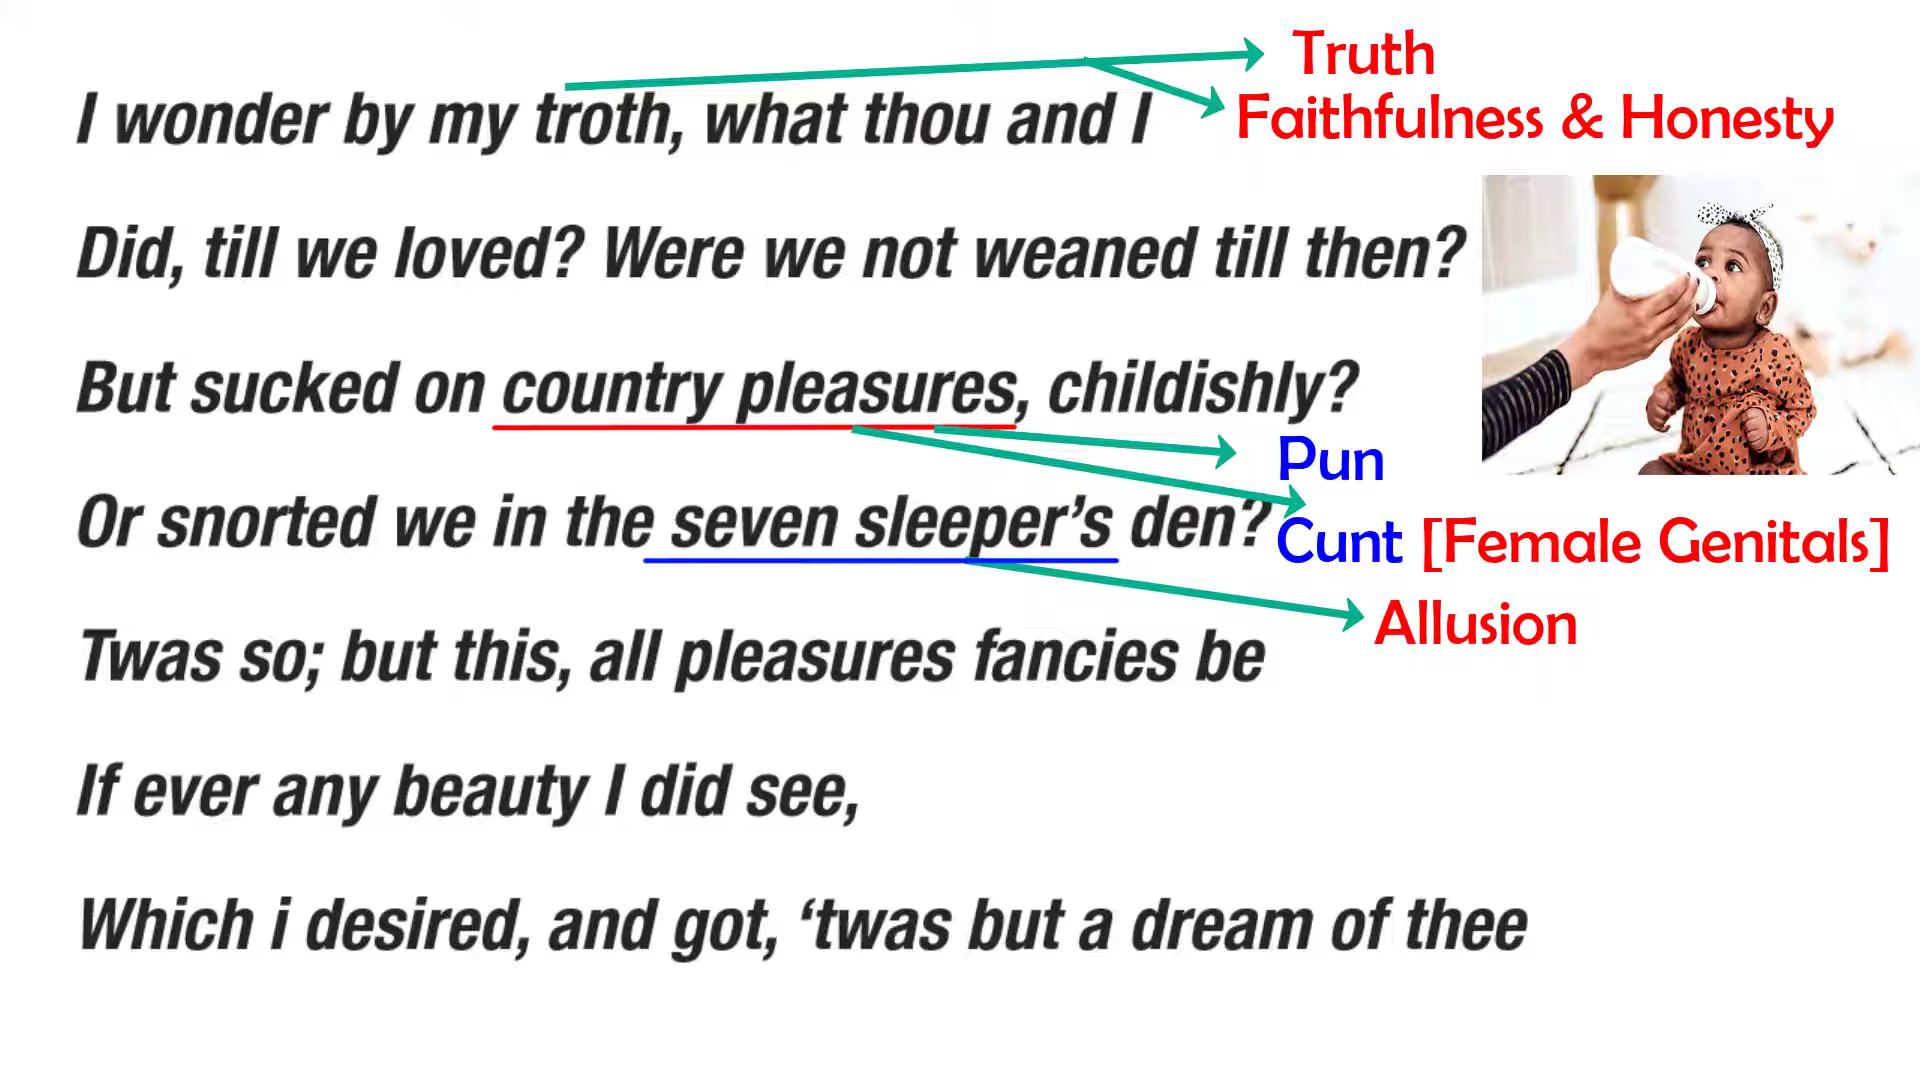 Truth
I wonder by my troth, what thou and I
Faithfulness & Honesty
Did, till we loved? Were we not weaned till then?
But sucked on country pleasures, childishly?
Pun
Or snorted we in the seven sleeper's den?
Cunt [Female Genitals]
Allusion
Twas so; but this, all pleasures fancies be
If ever any beauty I did see,
Which i desired, and got, ‘twas but a dream of thee